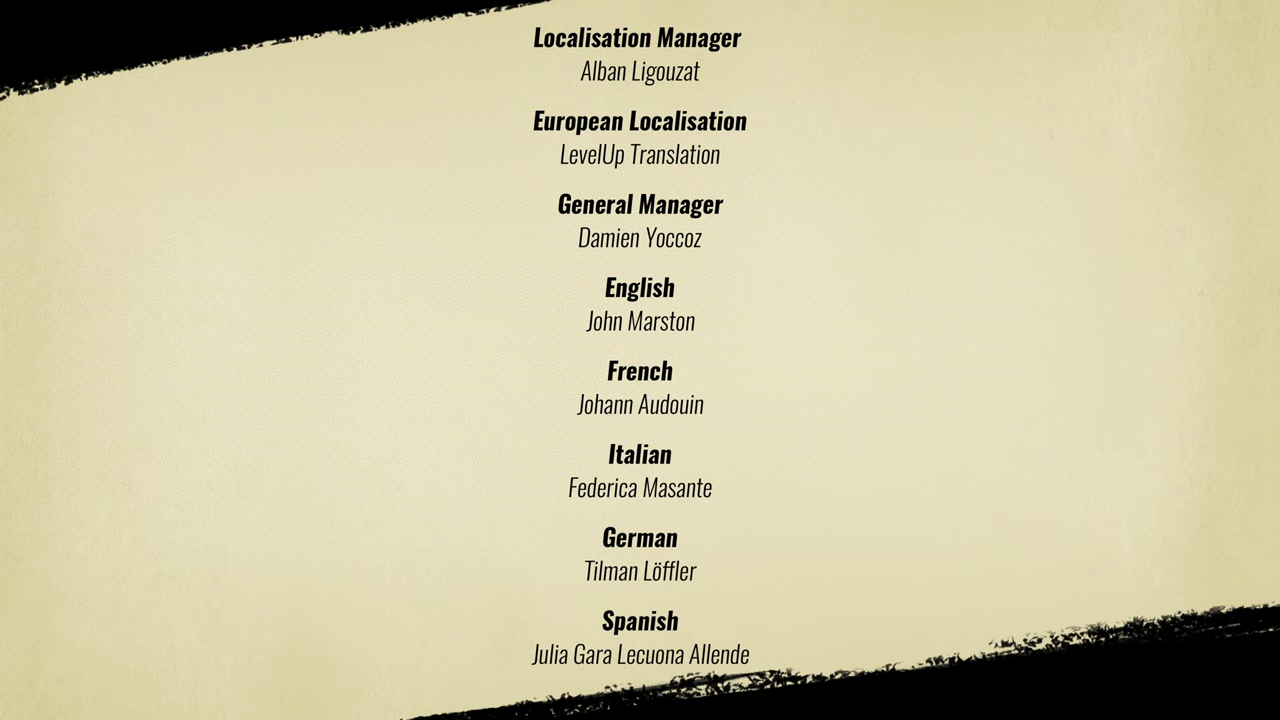 Localisation Manager
Alban Ligouzat
European Localisation
LevelUp Translation
General Manager
Damien Yoccoz
English
John Marston
French
Johann Audouin
Italian
Federica Masante
German
Tilman Löffler
Spanish
Julia Gara Lecuona Allende